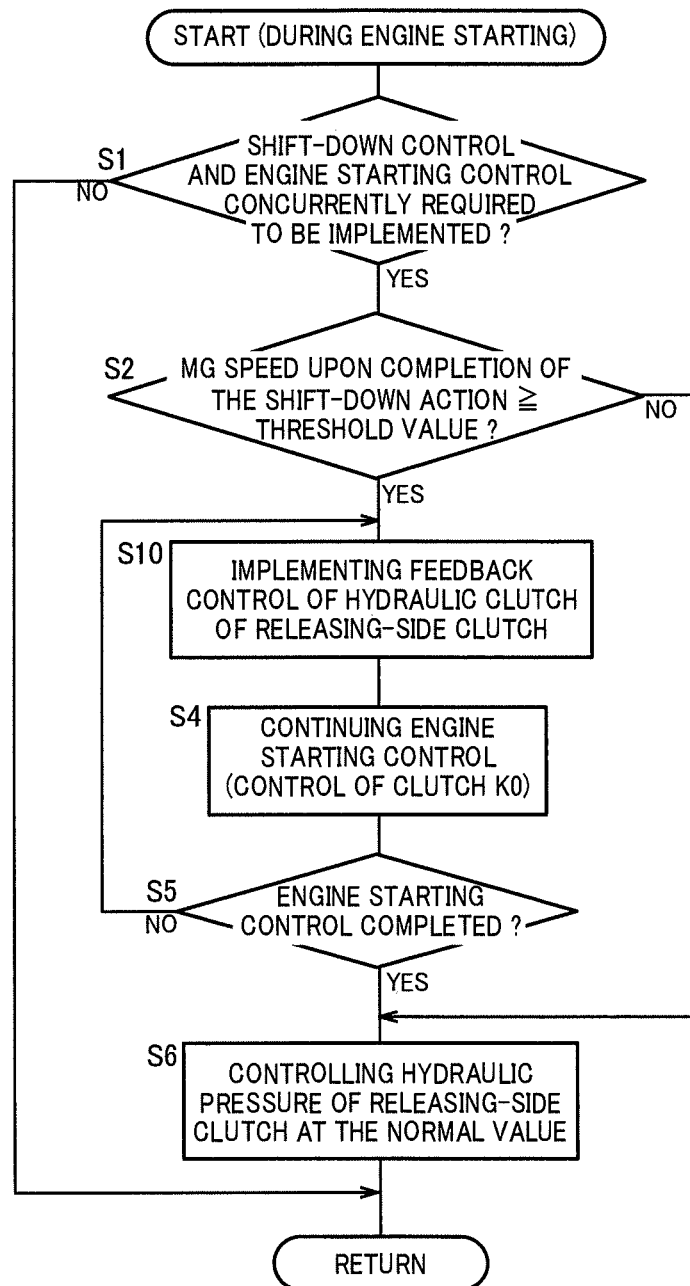 START (DURING ENGINE STARTING)
S1
SHIFT-DOWN CONTROL
AND ENGINE STARTING CONTROL
CONCURRENTLY REQUIRED
TO BE IMPLEMENTED ?
NO
YES
S2
MG SPEED UPON COMPLETION OF
THE SHIFT-DOWN ACTION ≧
THRESHOLD VALUE ?
NO
YES
S10
IMPLEMENTING FEEDBACK
CONTROL OF HYDRAULIC CLUTCH
OF RELEASING-SIDE CLUTCH
S4
CONTINUING ENGINE
STARTING CONTROL
(CONTROL OF CLUTCH K0)
S5
ENGINE STARTING
CONTROL COMPLETED ?
NO
YES
S6
CONTROLLING HYDRAULIC
PRESSURE OF RELEASING-SIDE
CLUTCH AT THE NORMAL VALUE
RETURN